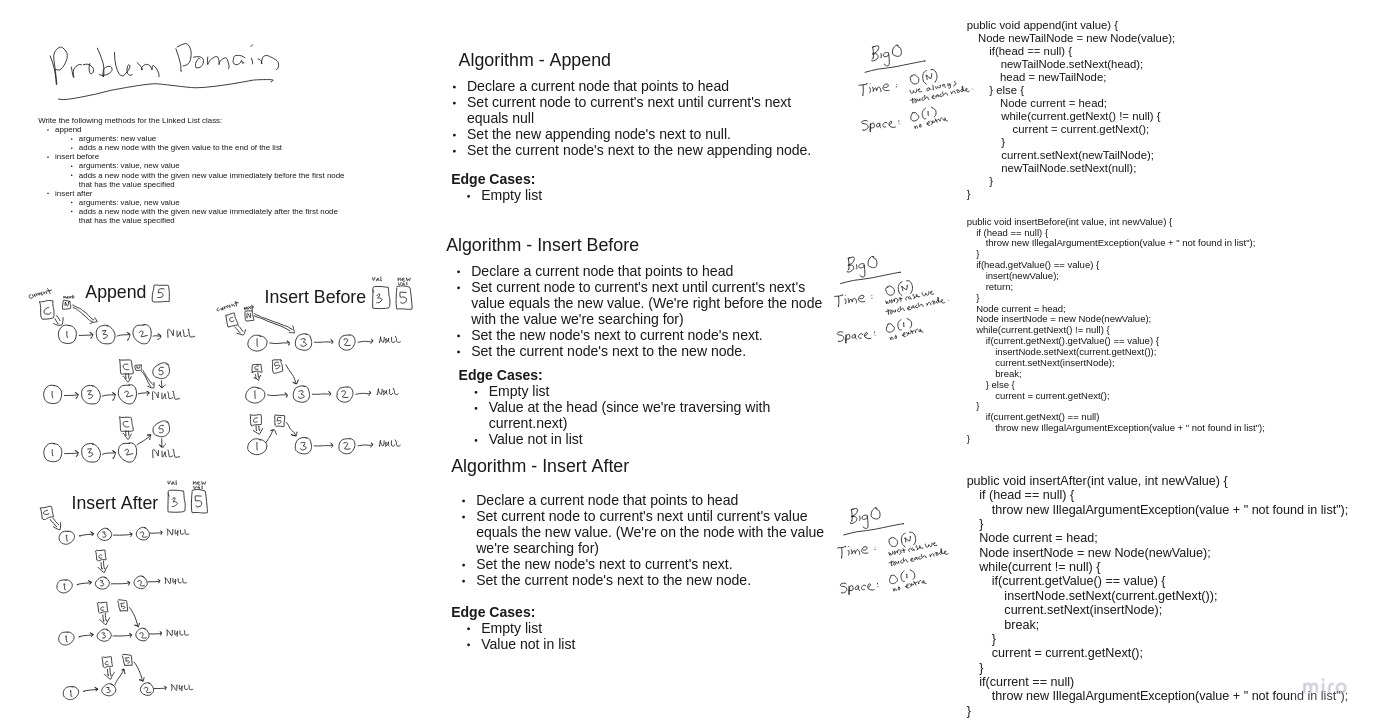 Problem Domain
Write the following methods for the Linked List class:
• append
• arguments: new value
• adds a new node with the given value to the end of the list
• insert before
• arguments: value, new value
• adds a new node with the given new value immediately before the first node
that has the value specified
• insert after
• arguments: value, new value
• adds a new node with the given new value immediately after the first node
that has the value specified
Append 5
current next
C N
1 3 2 NULL
C N 5
1 3 2 NULL
C 5
1 3 2 NULL
val new val
Insert Before 3 5
current next
C N
1 3 2 NULL
C 5
1 3 2 NULL
C 5
1 3 2 NULL
val new val
Insert After 3 5
C
1 3 2 NULL
C
1 3 2 NULL
C 5
1 3 2 NULL
C 5
1 3 2 NULL
Algorithm - Append
• Declare a current node that points to head
• Set current node to current's next until current's next
equals null
• Set the new appending node's next to null.
• Set the current node's next to the new appending node.
Edge Cases:
• Empty list
Big O
Time: O(N)
we always
touch each node.
Space: O(1)
no extra
Algorithm - Insert Before
• Declare a current node that points to head
• Set current node to current's next until current's next's
value equals the new value. (We're right before the node
with the value we're searching for)
• Set the new node's next to current node's next.
• Set the current node's next to the new node.
Edge Cases:
• Empty list
• Value at the head (since we're traversing with
current.next)
• Value not in list
Big O
Time: O(N)
worst case we
touch each node.
Space: O(1)
no extra
Algorithm - Insert After
• Declare a current node that points to head
• Set current node to current's next until current's value
equals the new value. (We're on the node with the value
we're searching for)
• Set the new node's next to current's next.
• Set the current node's next to the new node.
Edge Cases:
• Empty list
• Value not in list
Big O
Time: O(N)
worst case we
touch each node
Space: O(1)
no extra
public void append(int value) {
Node newTailNode = new Node(value);
if(head == null) {
newTailNode.setNext(head);
head = newTailNode;
} else {
Node current = head;
while(current.getNext() != null) {
current = current.getNext();
}
current.setNext(newTailNode);
newTailNode.setNext(null);
}
}
public void insertBefore(int value, int newValue) {
if (head == null) {
throw new IllegalArgumentException(value + " not found in list");
}
if(head.getValue() == value) {
insert(newValue);
return;
}
Node current = head;
Node insertNode = new Node(newValue);
while(current.getNext() != null) {
if(current.getNext().getValue() == value) {
insertNode.setNext(current.getNext());
current.setNext(insertNode);
break;
} else {
current = current.getNext();
}
if(current.getNext() == null)
throw new IllegalArgumentException(value + " not found in list");
}
public void insertAfter(int value, int newValue) {
if (head == null) {
throw new IllegalArgumentException(value + " not found in list");
}
Node current = head;
Node insertNode = new Node(newValue);
while(current != null) {
if(current.getValue() == value) {
insertNode.setNext(current.getNext());
current.setNext(insertNode);
break;
}
current = current.getNext();
}
if(current == null)
throw new IllegalArgumentException(value + " not found in list");
}
miro